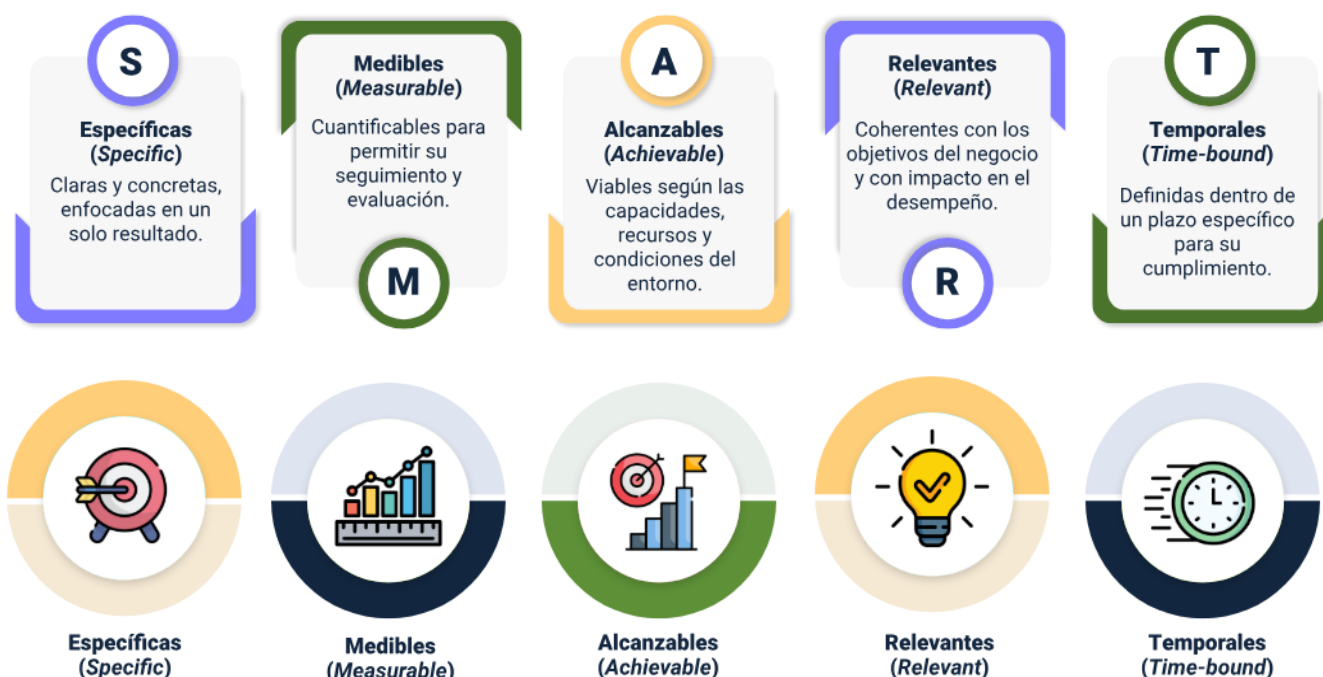 S
Específicas
(Specific)
Claras y concretas,
enfocadas en un
solo resultado.
Medibles
(Measurable)
Cuantificables para
permitir su
seguimiento y
evaluación.
M
A
Alcanzables
(Achievable)
Viables según las
capacidades,
recursos y
condiciones del
entorno.
Relevantes
(Relevant)
Coherentes con los
objetivos del negocio
y con impacto en el
desempeño.
R
T
Temporales
(Time-bound)
Definidas dentro de
un plazo específico
para su
cumplimiento.
Específicas
(Specific)
Medibles
(Measurable)
Alcanzables
(Achievable)
Relevantes
(Relevant)
Temporales
(Time-bound)